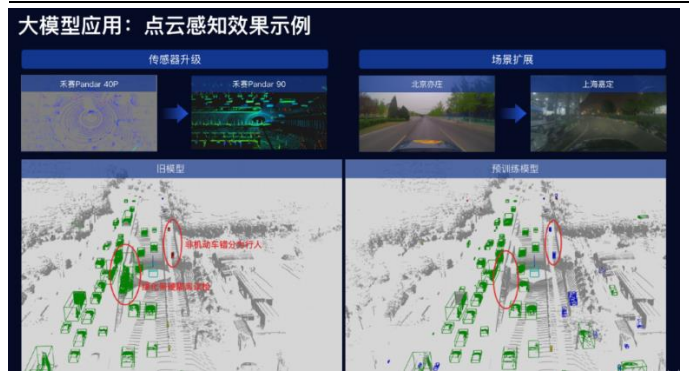 大模型应用：点云感知效果示例
传感器升级
场景扩展
禾赛Pandar 40P
禾赛Pandar 90
北京亦庄
上海嘉定
旧模型
预训练模型
非机动车错分为行人